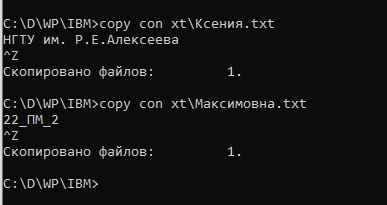 C:\D\WP\IBM>copy con xt\Ксения.txt
НГТУ им. Р.Е.Алексеева
^Z
Скопировано файлов:         1.
C:\D\WP\IBM>copy con xt\Максимовна.txt
22_ПМ_2
^Z
Скопировано файлов:         1.
C:\D\WP\IBM>